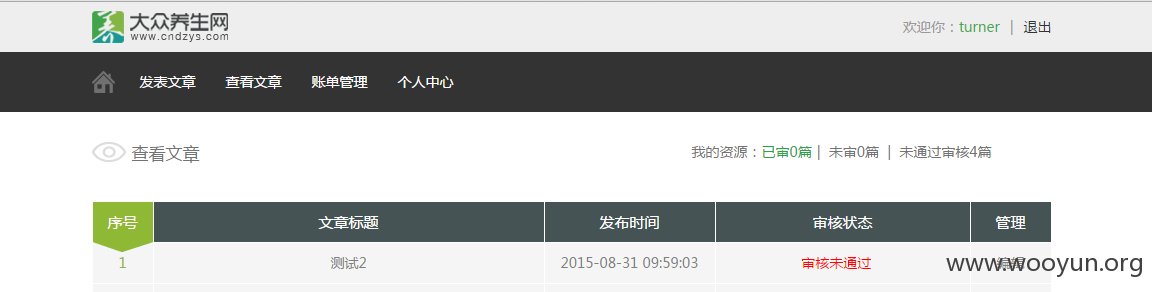 大众养生网
www.cndzys.com
欢迎你：turner | 退出
发表文章 查看文章 账单管理 个人中心
查看文章
我的资源：已审0篇 | 未审0篇 | 未通过审核4篇
序号 文章标题 发布时间 审核状态 管理
1 测试2 2015-08-31 09:59:03 审核未通过
www.wooyun.org